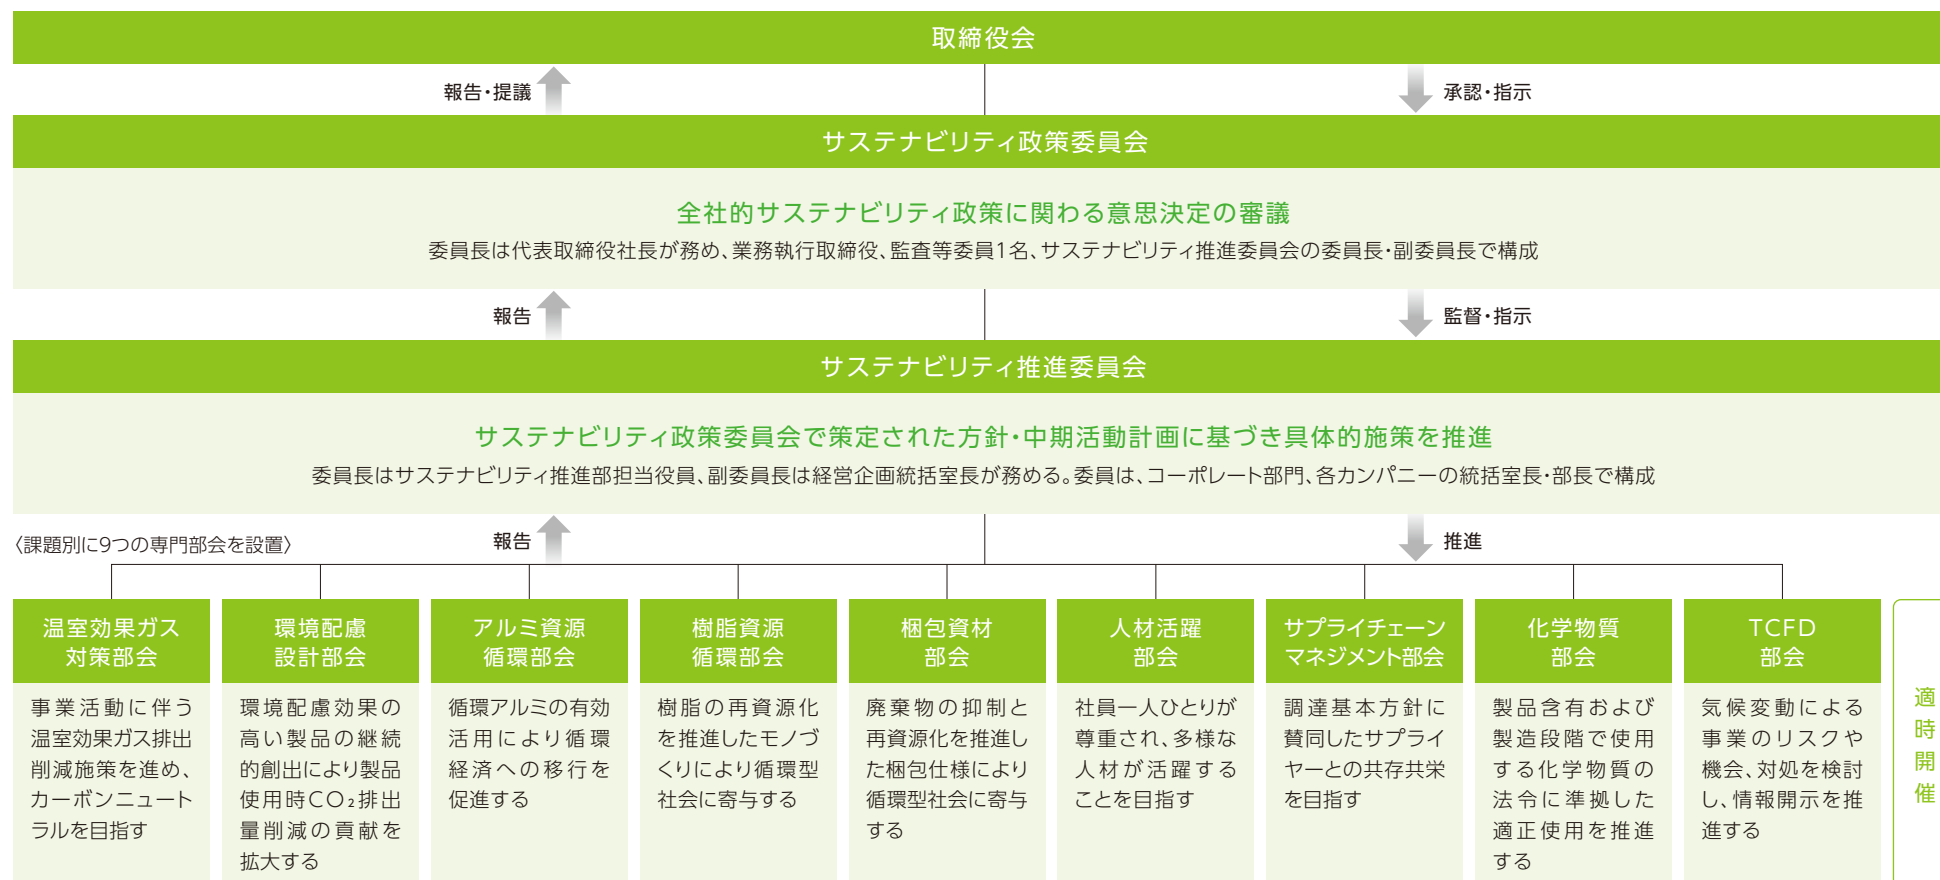 取締役会
報告・提議
承認・指示
サステナビリティ政策委員会
全社的サステナビリティ政策に関わる意思決定の審議
委員長は代表取締役社長が務め、業務執行取締役、監査等委員1名、サステナビリティ推進委員会の委員長・副委員長で構成
報告
監督・指示
サステナビリティ推進委員会
サステナビリティ政策委員会で策定された方針・中期活動計画に基づき具体的施策を推進
委員長はサステナビリティ推進部担当役員、副委員長は経営企画統括室長が務める。委員は、コーポレート部門、各カンパニーの統括室長・部長で構成
〈課題別に9つの専門部会を設置〉
報告
推進
温室効果ガス
対策部会
事業活動に伴う
温室効果ガス排出
削減施策を進め、
カーボンニュート
ラルを目指す
環境配慮
設計部会
環境配慮効果の
高い製品の継続
的創出により製品
使用時CO₂排出
量削減の貢献を
拡大する
アルミ資源
循環部会
循環アルミの有効
活用により循環
経済への移行を
促進する
樹脂資源
循環部会
樹脂の再資源化
を推進したモノづ
くりにより循環型
社会に寄与する
梱包資材
部会
廃棄物の抑制と
再資源化を推進し
た梱包仕様により
循環型社会に寄与
する
人材活躍
部会
社員一人ひとりが
尊重され、多様な
人材が活躍する
ことを目指す
サプライチェーン
マネジメント部会
調達基本方針に
賛同したサプライ
ヤーとの共存共栄
を目指す
化学物質
部会
製品含有および
製造段階で使用
する化学物質の
法令に準拠した
適正使用を推進
する
TCFD
部会
気候変動による
事業のリスクや
機会、対処を検討
し、情報開示を推
進する
適時開催